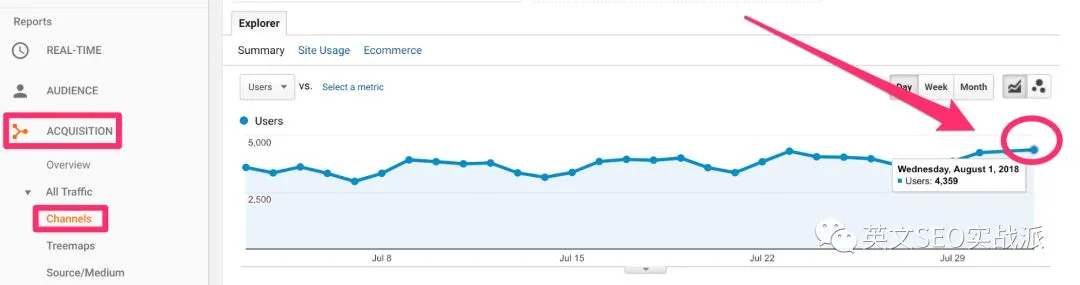 Reports
REAL-TIME
AUDIENCE
ACQUISITION
Overview
All Traffic
Channels
Treemaps
Source/Medium
Explorer
Summary Site Usage Ecommerce
Users VS. Select a metric
Day Week Month
Users
5,000
2,500
Wednesday, August 1, 2018
Users: 4,359
Jul 8 Jul 15 Jul 22 Jul 29
英文SEO实战派